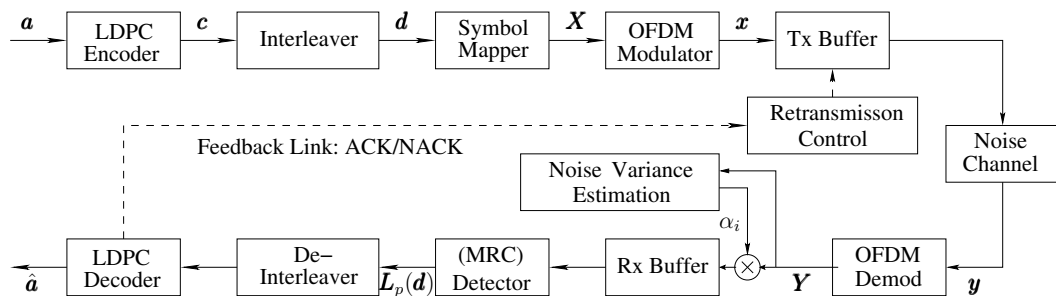 a
LDPC
Encoder
c
Interleaver
d
Symbol
Mapper
X
OFDM
Modulator
x
Tx Buffer
Retransmisson
Control
Feedback Link: ACK/NACK
Noise
Channel
Noise Variance
Estimation
α_i
â
LDPC
Decoder
De−
Interleaver
L_p(d)
(MRC)
Detector
Rx Buffer
×
Y
OFDM
Demod
y